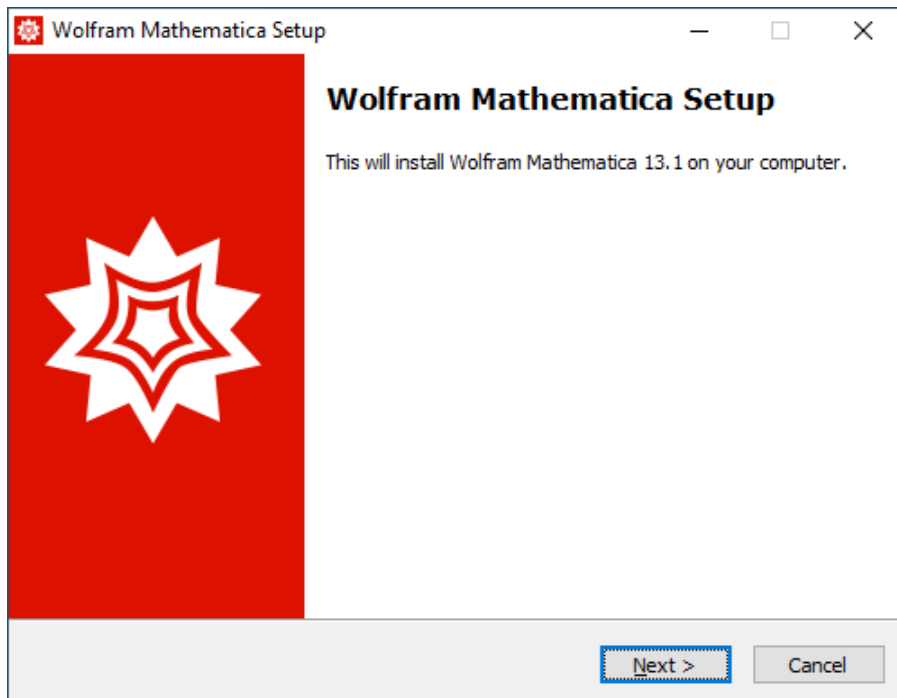 Wolfram Mathematica Setup
Wolfram Mathematica Setup
This will install Wolfram Mathematica 13.1 on your computer.
Next >
Cancel